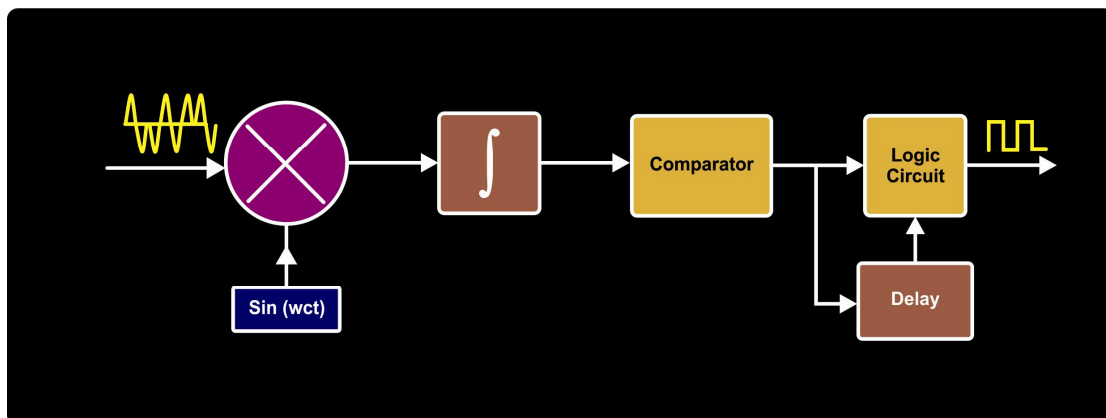 ∫
Comparator
Logic
Circuit
Sin (wct)
Delay